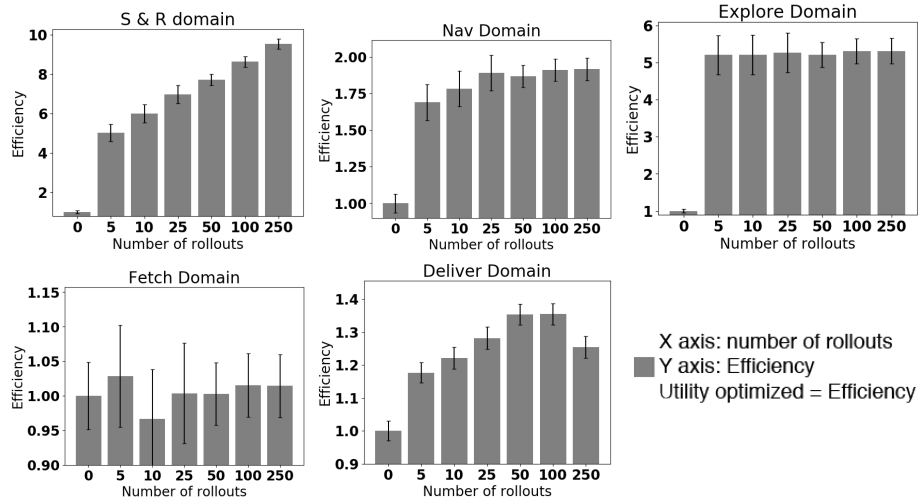 S & R domain
10
8
6
4
2
Efficiency
0 5 10 25 50 100 250
Number of rollouts
Nav Domain
2.00
1.75
1.50
1.25
1.00
Efficiency
0 5 10 25 50 100 250
Number of rollouts
Explore Domain
6
5
4
3
2
1
Efficiency
0 5 10 25 50 100 250
Number of rollouts
Fetch Domain
1.15
1.10
1.05
1.00
0.95
0.90
Efficiency
0 5 10 25 50 100 250
Number of rollouts
Deliver Domain
1.4
1.3
1.2
1.1
1.0
0.9
Efficiency
0 5 10 25 50 100 250
Number of rollouts
X axis: number of rollouts
Y axis: Efficiency
Utility optimized = Efficiency